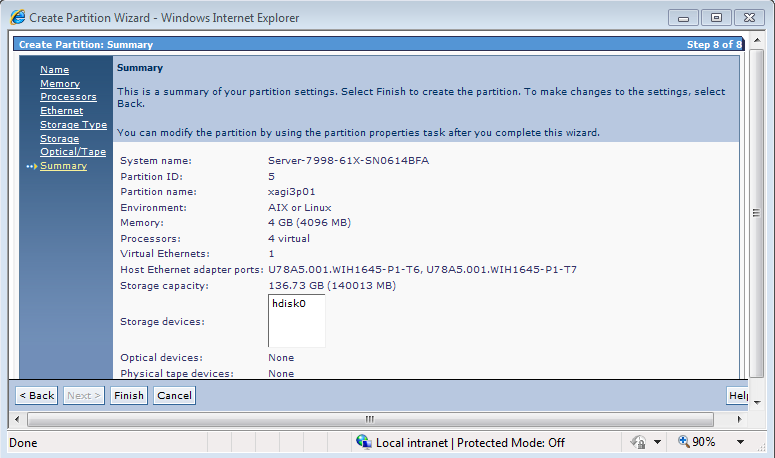 Create Partition Wizard - Windows Internet Explorer
Create Partition: Summary
Step 8 of 8
Name
Memory
Processors
Ethernet
Storage Type
Storage
Optical/Tape
Summary
Summary
This is a summary of your partition settings. Select Finish to create the partition. To make changes to the settings, select
Back.
You can modify the partition by using the partition properties task after you complete this wizard.
System name: Server-7998-61X-SN0614BFA
Partition ID: 5
Partition name: xagi3p01
Environment: AIX or Linux
Memory: 4 GB (4096 MB)
Processors: 4 virtual
Virtual Ethernets: 1
Host Ethernet adapter ports: U78A5.001.WIH1645-P1-T6, U78A5.001.WIH1645-P1-T7
Storage capacity: 136.73 GB (140013 MB)
Storage devices: hdisk0
Optical devices: None
Physical tape devices: None
< Back Next > Finish Cancel Help
Done Local intranet | Protected Mode: Off 90%